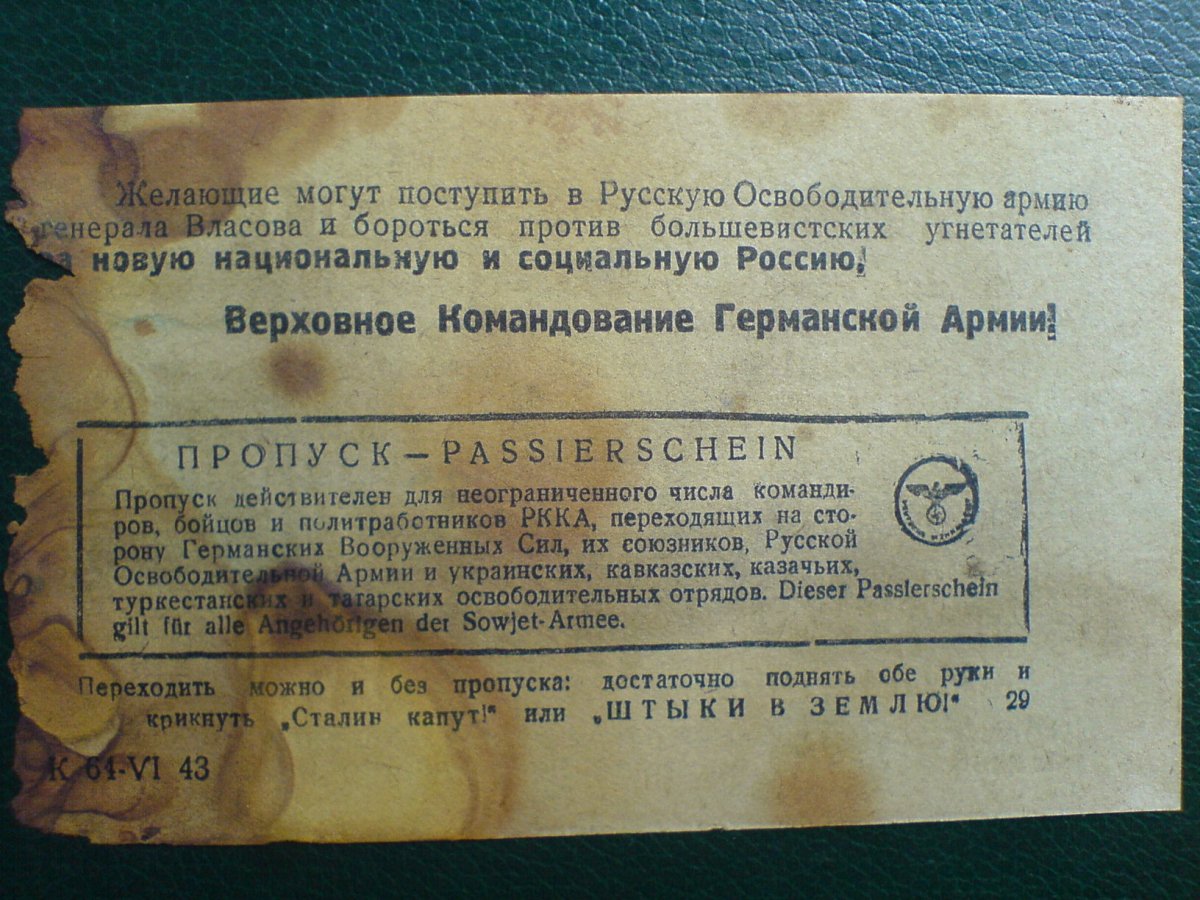 Желающие могут поступить в Русскую Освободительную армию
генерала Власова и бороться против большевистских угнетателей
за новую национальную и социальную Россию!
Верховное Командование Германской Армии!
ПРОПУСК – PASSIERSCHEIN
Пропуск действителен для неограниченного числа команди-
ров, бойцов и политработников РККА, переходящих на сто-
рону Германских Вооруженных Сил, их союзников, Русской
Освободительной Армии и украинских, кавказских, казачьих,
туркестанских и татарских освободительных отрядов. Dieser Passierschein
gilt für alle Angehörigen der Sowjet-Armee.
Переходить можно и без пропуска: достаточно поднять обе руки и
крикнуть „Сталин капут!“ или „ШТЫКИ В ЗЕМЛЮ!“ 29
К 64-VI 43